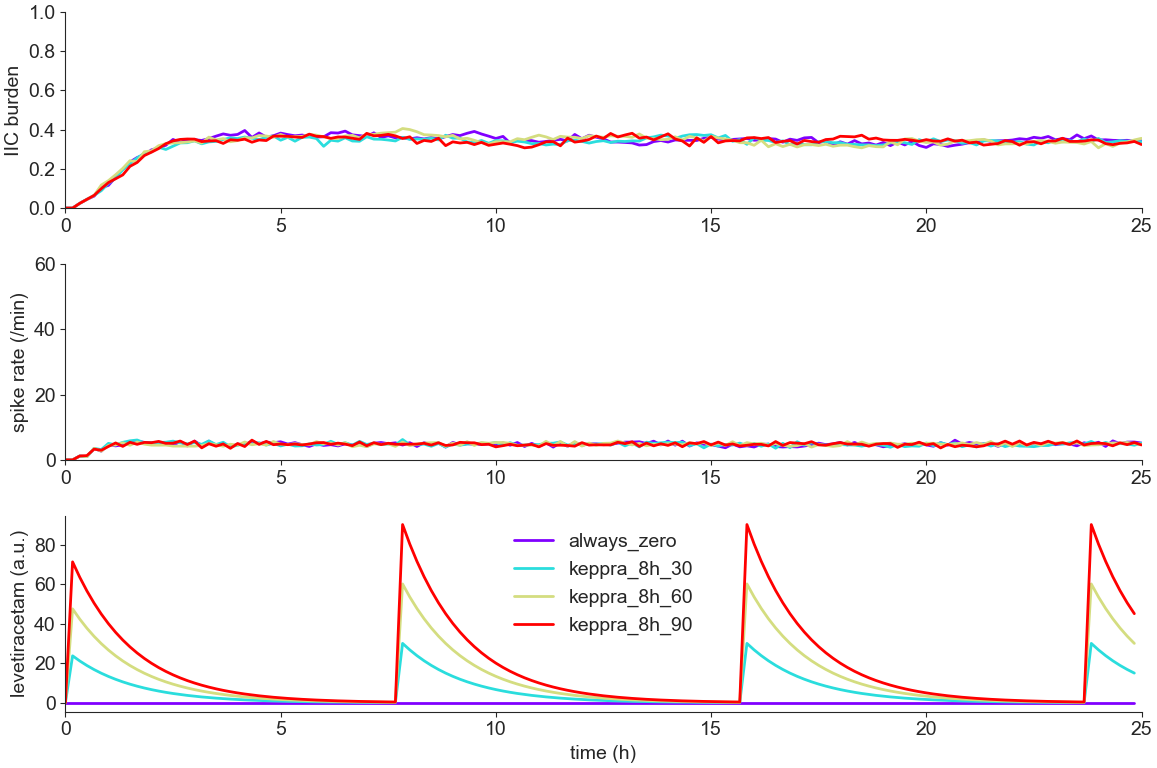 IIC burden
1.0
0.8
0.6
0.4
0.2
0.0
0 5 10 15 20 25
spike rate (/min)
60
40
20
0
0 5 10 15 20 25
levetiracetam (a.u.)
80
60
40
20
0
always_zero
keppra_8h_30
keppra_8h_60
keppra_8h_90
0 5 10 15 20 25
time (h)